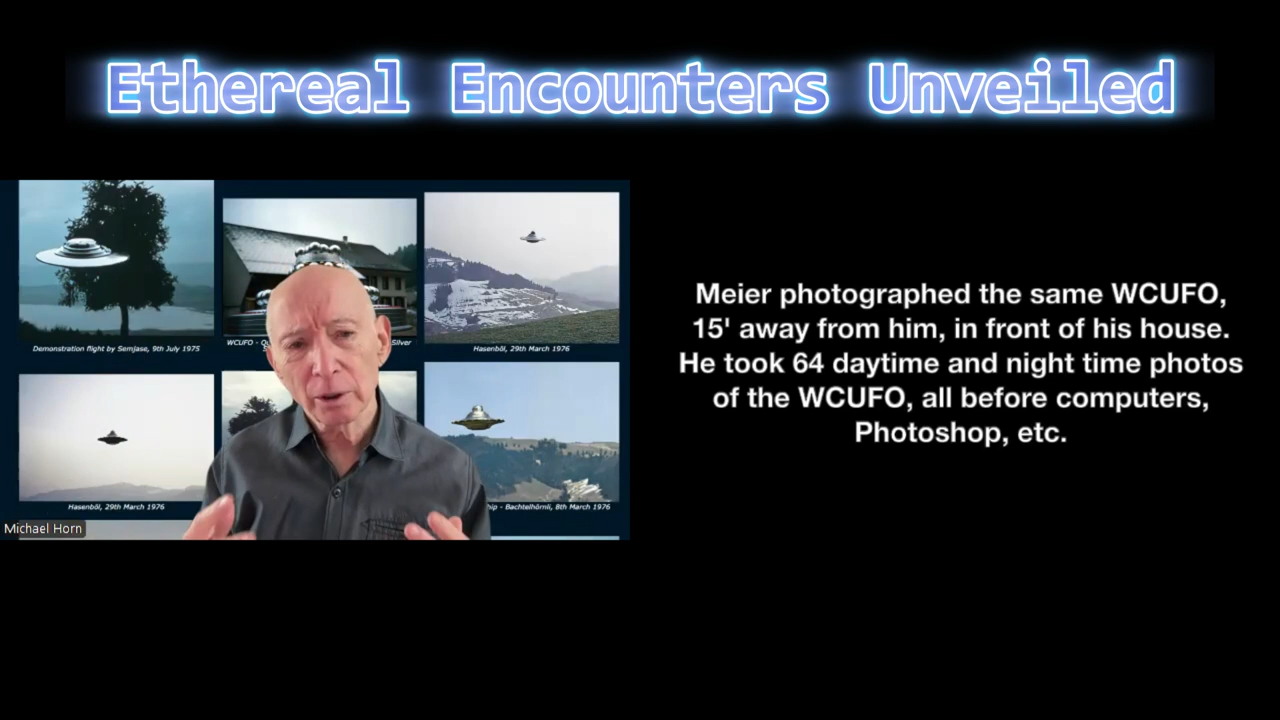 Ethereal Encounters Unveiled
Demonstration flight by Semjase, 9th July 1975
WCUFO -
Silver
Hasenböl, 29th March 1976
Hasenböl, 29th March 1976
- Bachtelhörnli, 8th March 1976
Michael Horn
Meier photographed the same WCUFO,
15' away from him, in front of his house.
He took 64 daytime and night time photos
of the WCUFO, all before computers,
Photoshop, etc.